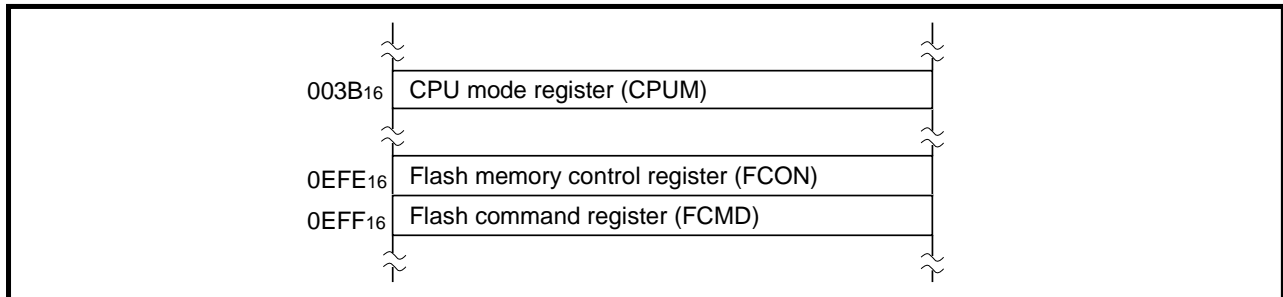 003B16 CPU mode register (CPUM)
0EFE16 Flash memory control register (FCON)
0EFF16 Flash command register (FCMD)